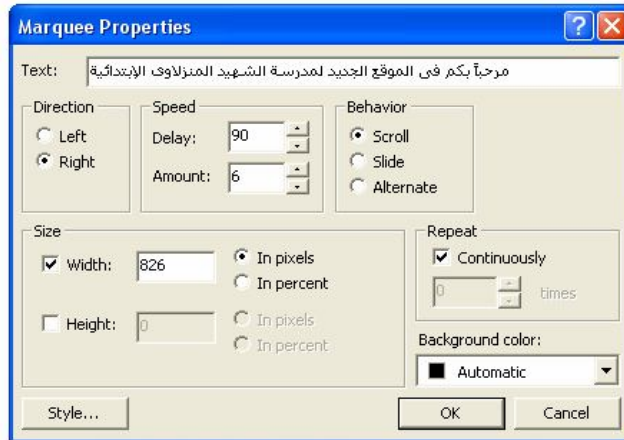 Marquee Properties
Text: مرحباً بكم فى الموقع الجديد لمدرسة الشهيد المنزلاوى الإبتدائية
Direction
Left
Right
Speed
Delay: 90
Amount: 6
Behavior
Scroll
Slide
Alternate
Size
Width: 826
In pixels
In percent
Height: 0
In pixels
In percent
Repeat
Continuously
0 times
Background color:
Automatic
Style...
OK
Cancel